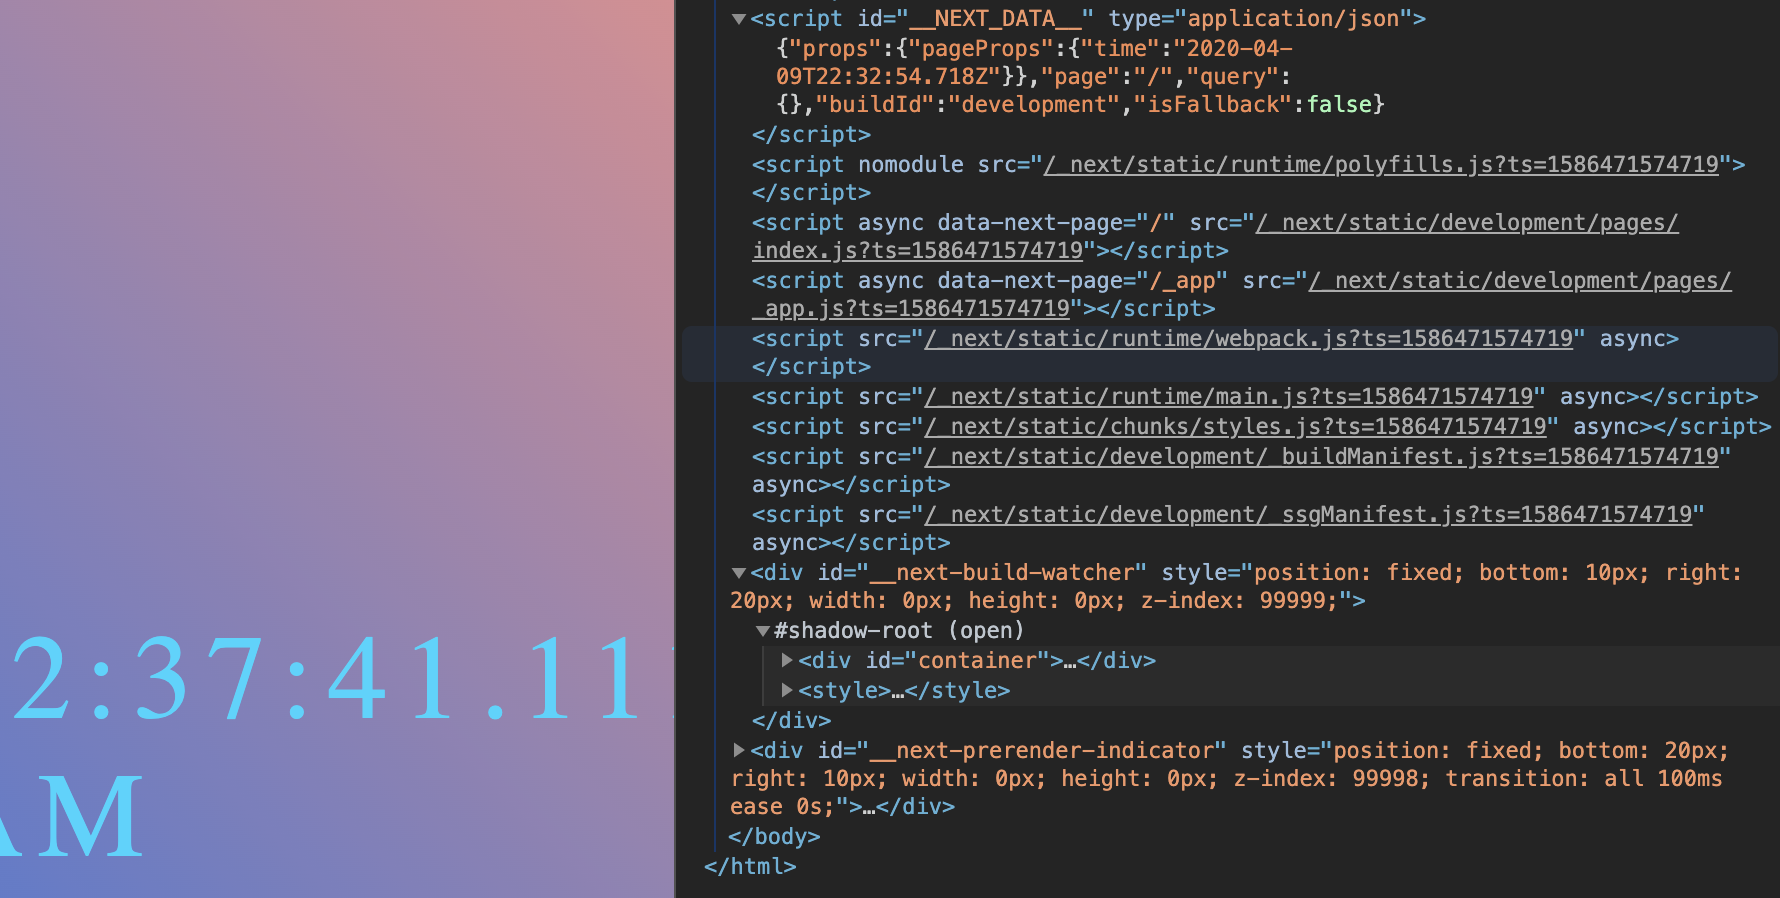 2:37:41.11
AM
▼<script id="__NEXT_DATA__" type="application/json">
{"props":{"pageProps":{"time":"2020-04-
09T22:32:54.718Z"}},"page":"/","query":
{},"buildId":"development","isFallback":false}
</script>
<script nomodule src="/_next/static/runtime/polyfills.js?ts=1586471574719">
</script>
<script async data-next-page="/" src="/_next/static/development/pages/
index.js?ts=1586471574719"></script>
<script async data-next-page="/_app" src="/_next/static/development/pages/
_app.js?ts=1586471574719"></script>
<script src="/_next/static/runtime/webpack.js?ts=1586471574719" async>
</script>
<script src="/_next/static/runtime/main.js?ts=1586471574719" async></script>
<script src="/_next/static/chunks/styles.js?ts=1586471574719" async></script>
<script src="/_next/static/development/_buildManifest.js?ts=1586471574719"
async></script>
<script src="/_next/static/development/_ssgManifest.js?ts=1586471574719"
async></script>
▼<div id="__next-build-watcher" style="position: fixed; bottom: 10px; right:
20px; width: 0px; height: 0px; z-index: 99999;">
▼#shadow-root (open)
▶<div id="container">…</div>
▶<style>…</style>
</div>
▶<div id="__next-prerender-indicator" style="position: fixed; bottom: 20px;
right: 10px; width: 0px; height: 0px; z-index: 99998; transition: all 100ms
ease 0s;">…</div>
</body>
</html>